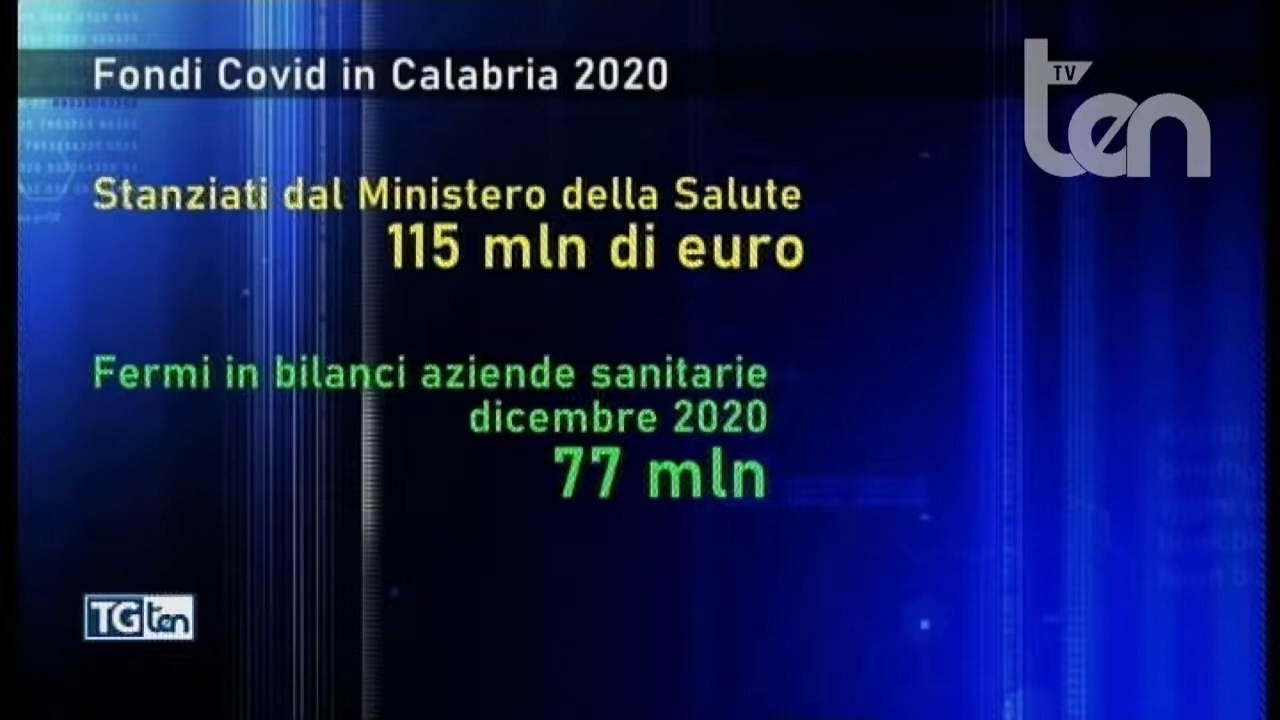 Fondi Covid in Calabria 2020
TV
ten
Stanziati dal Ministero della Salute
115 mln di euro
Fermi in bilanci aziende sanitarie
dicembre 2020
77 mln
TG ten